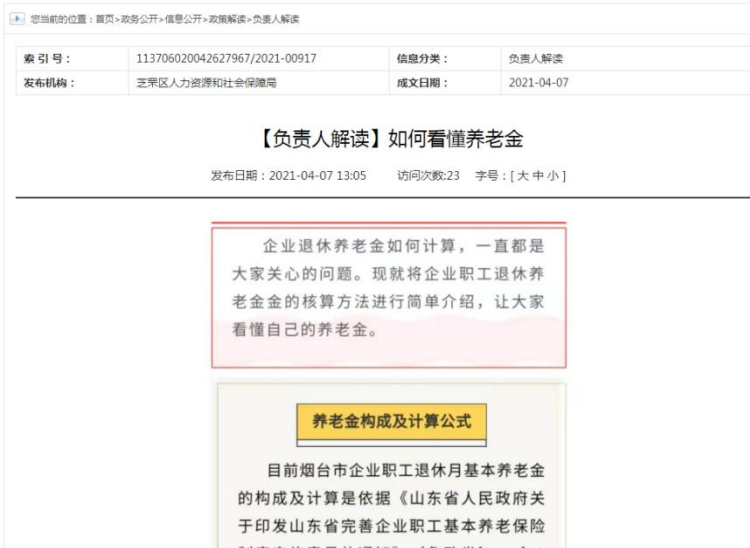 您当前的位置：首页>政务公开>信息公开>政策解读>负责人解读
索 引 号： 113706020042627967/2021-00917 信息分类： 负责人解读
发布机构： 芝罘区人力资源和社会保障局 成文日期： 2021-04-07
【负责人解读】如何看懂养老金
发布日期：2021-04-07 13:05 访问次数:23 字号：[ 大 中 小 ]
企业退休养老金如何计算，一直都是
大家关心的问题。现就将企业职工退休养
老金金的核算方法进行简单介绍，让大家
看懂自己的养老金。
养老金构成及计算公式
目前烟台市企业职工退休月基本养老金
的构成及计算是依据《山东省人民政府关
于印发山东省完善企业职工基本养老保险